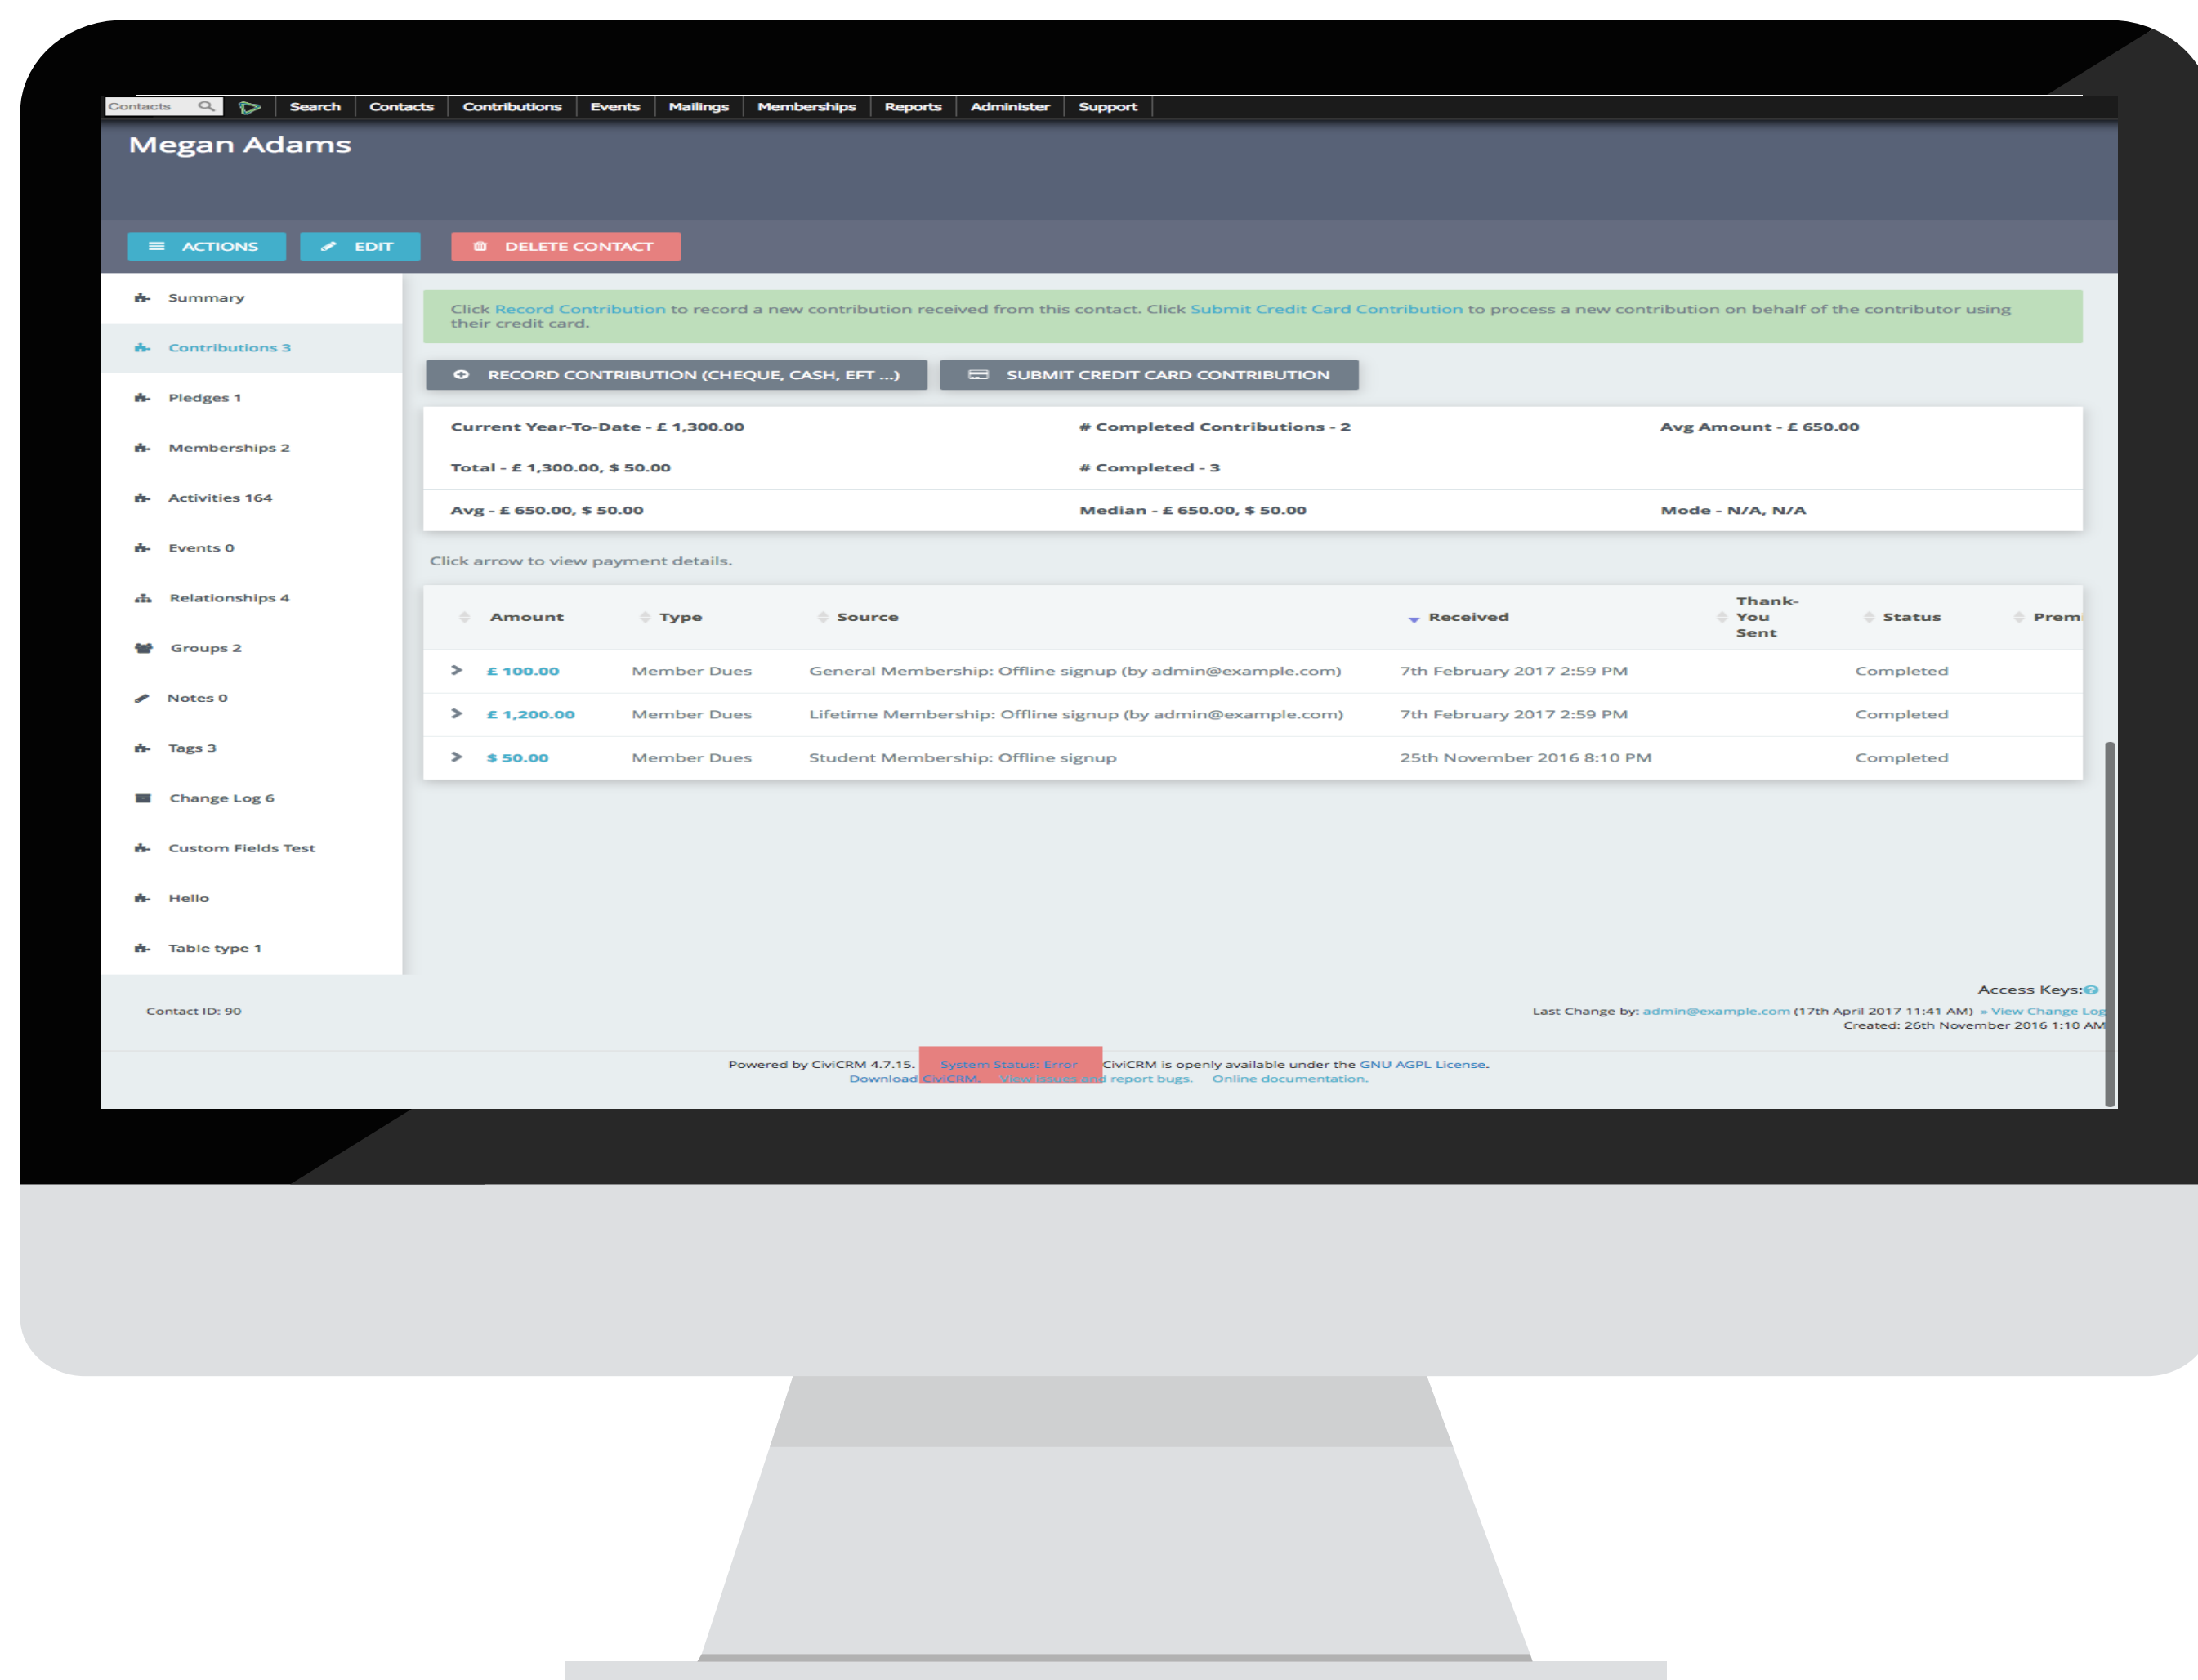 Contacts Search Contacts Contributions Events Mailings Memberships Reports Administer Support
Megan Adams
ACTIONS EDIT DELETE CONTACT
Summary
Contributions 3
Pledges 1
Memberships 2
Activities 164
Events 0
Relationships 4
Groups 2
Notes 0
Tags 3
Change Log 6
Custom Fields Test
Hello
Table type 1
Click Record Contribution to record a new contribution received from this contact. Click Submit Credit Card Contribution to process a new contribution on behalf of the contributor using
their credit card.
RECORD CONTRIBUTION (CHEQUE, CASH, EFT ...) SUBMIT CREDIT CARD CONTRIBUTION
Current Year-To-Date - £ 1,300.00 # Completed Contributions - 2 Avg Amount - £ 650.00
Total - £ 1,300.00, $ 50.00 # Completed - 3
Avg - £ 650.00, $ 50.00 Median - £ 650.00, $ 50.00 Mode - N/A, N/A
Click arrow to view payment details.
Amount Type Source Received Thank-You Sent Status Prem
£ 100.00 Member Dues General Membership: Offline signup (by admin@example.com) 7th February 2017 2:59 PM Completed
£ 1,200.00 Member Dues Lifetime Membership: Offline signup (by admin@example.com) 7th February 2017 2:59 PM Completed
$ 50.00 Member Dues Student Membership: Offline signup 25th November 2016 8:10 PM Completed
Access Keys:
Contact ID: 90 Last Change by: admin@example.com (17th April 2017 11:41 AM) » View Change Log
Created: 26th November 2016 1:10 AM
Powered by CiviCRM 4.7.15. System Status: Error CiviCRM is openly available under the GNU AGPL License.
Download CiviCRM. View issues and report bugs. Online documentation.